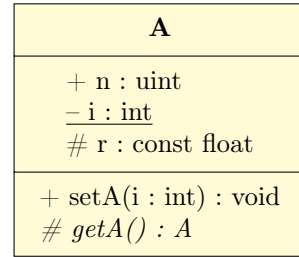 A
+ n : uint
– i : int
# r : const float
+ setA(i : int) : void
# getA() : A